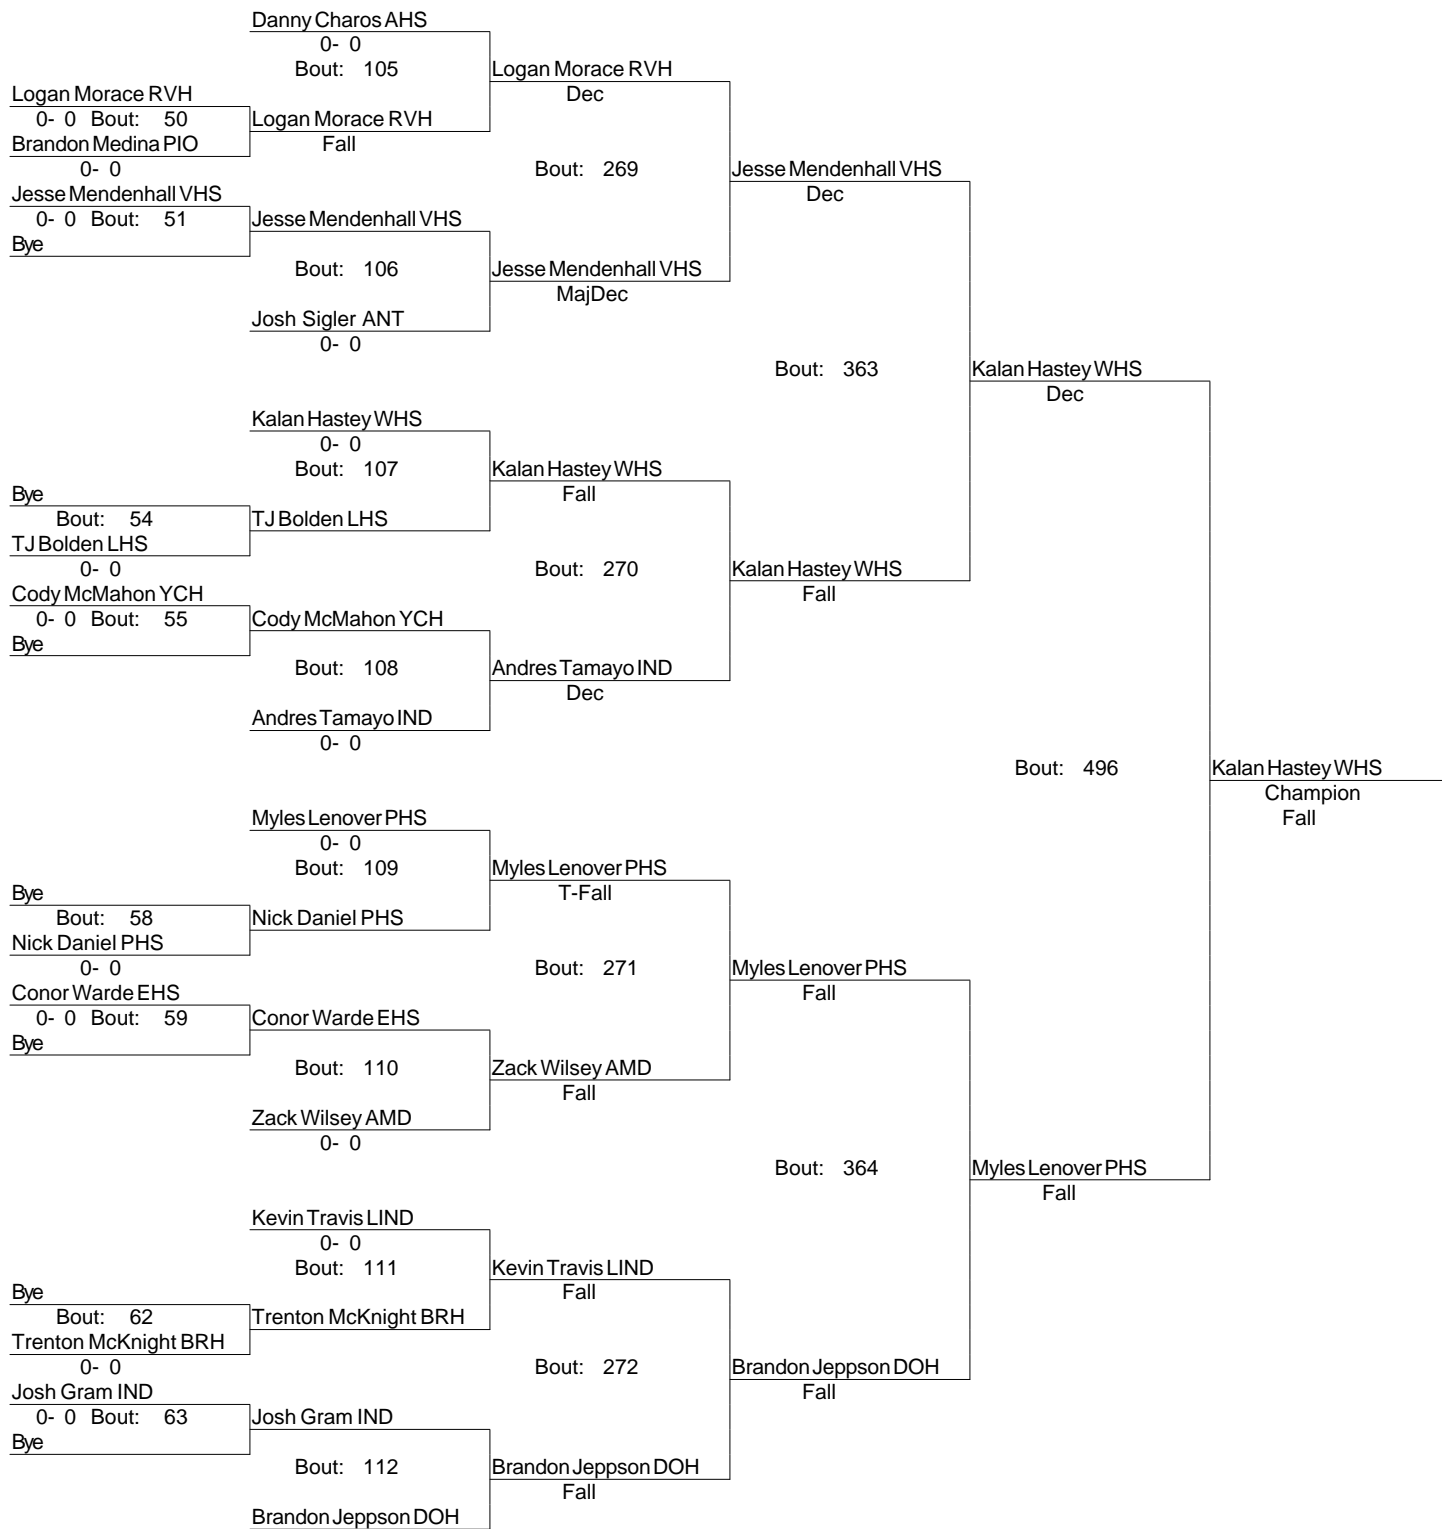 Danny Charos AHS
0- 0
Bout: 105
Logan Morace RVH
Dec
Logan Morace RVH
0- 0 Bout: 50
Logan Morace RVH
Fall
Brandon Medina PIO
0- 0
Bout: 269
Jesse Mendenhall VHS
Dec
Jesse Mendenhall VHS
0- 0 Bout: 51
Jesse Mendenhall VHS
Bye
Bout: 106
Jesse Mendenhall VHS
MajDec
Josh Sigler ANT
0- 0
Bout: 363
Kalan Hastey WHS
Dec
Kalan Hastey WHS
0- 0
Bout: 107
Kalan Hastey WHS
Fall
Bye
Bout: 54
TJ Bolden LHS
TJ Bolden LHS
0- 0
Bout: 270
Kalan Hastey WHS
Fall
Cody McMahon YCH
0- 0 Bout: 55
Cody McMahon YCH
Bye
Bout: 108
Andres Tamayo IND
Dec
Andres Tamayo IND
0- 0
Bout: 496
Kalan Hastey WHS
Champion
Fall
Myles Lenover PHS
0- 0
Bout: 109
Myles Lenover PHS
T-Fall
Bye
Bout: 58
Nick Daniel PHS
Nick Daniel PHS
0- 0
Bout: 271
Myles Lenover PHS
Fall
Conor Warde EHS
0- 0 Bout: 59
Conor Warde EHS
Bye
Bout: 110
Zack Wilsey AMD
Fall
Zack Wilsey AMD
0- 0
Bout: 364
Myles Lenover PHS
Fall
Kevin Travis LIND
0- 0
Bout: 111
Kevin Travis LIND
Fall
Bye
Bout: 62
Trenton McKnight BRH
Trenton McKnight BRH
0- 0
Bout: 272
Brandon Jeppson DOH
Fall
Josh Gram IND
0- 0 Bout: 63
Josh Gram IND
Bye
Bout: 112
Brandon Jeppson DOH
Fall
Brandon Jeppson DOH